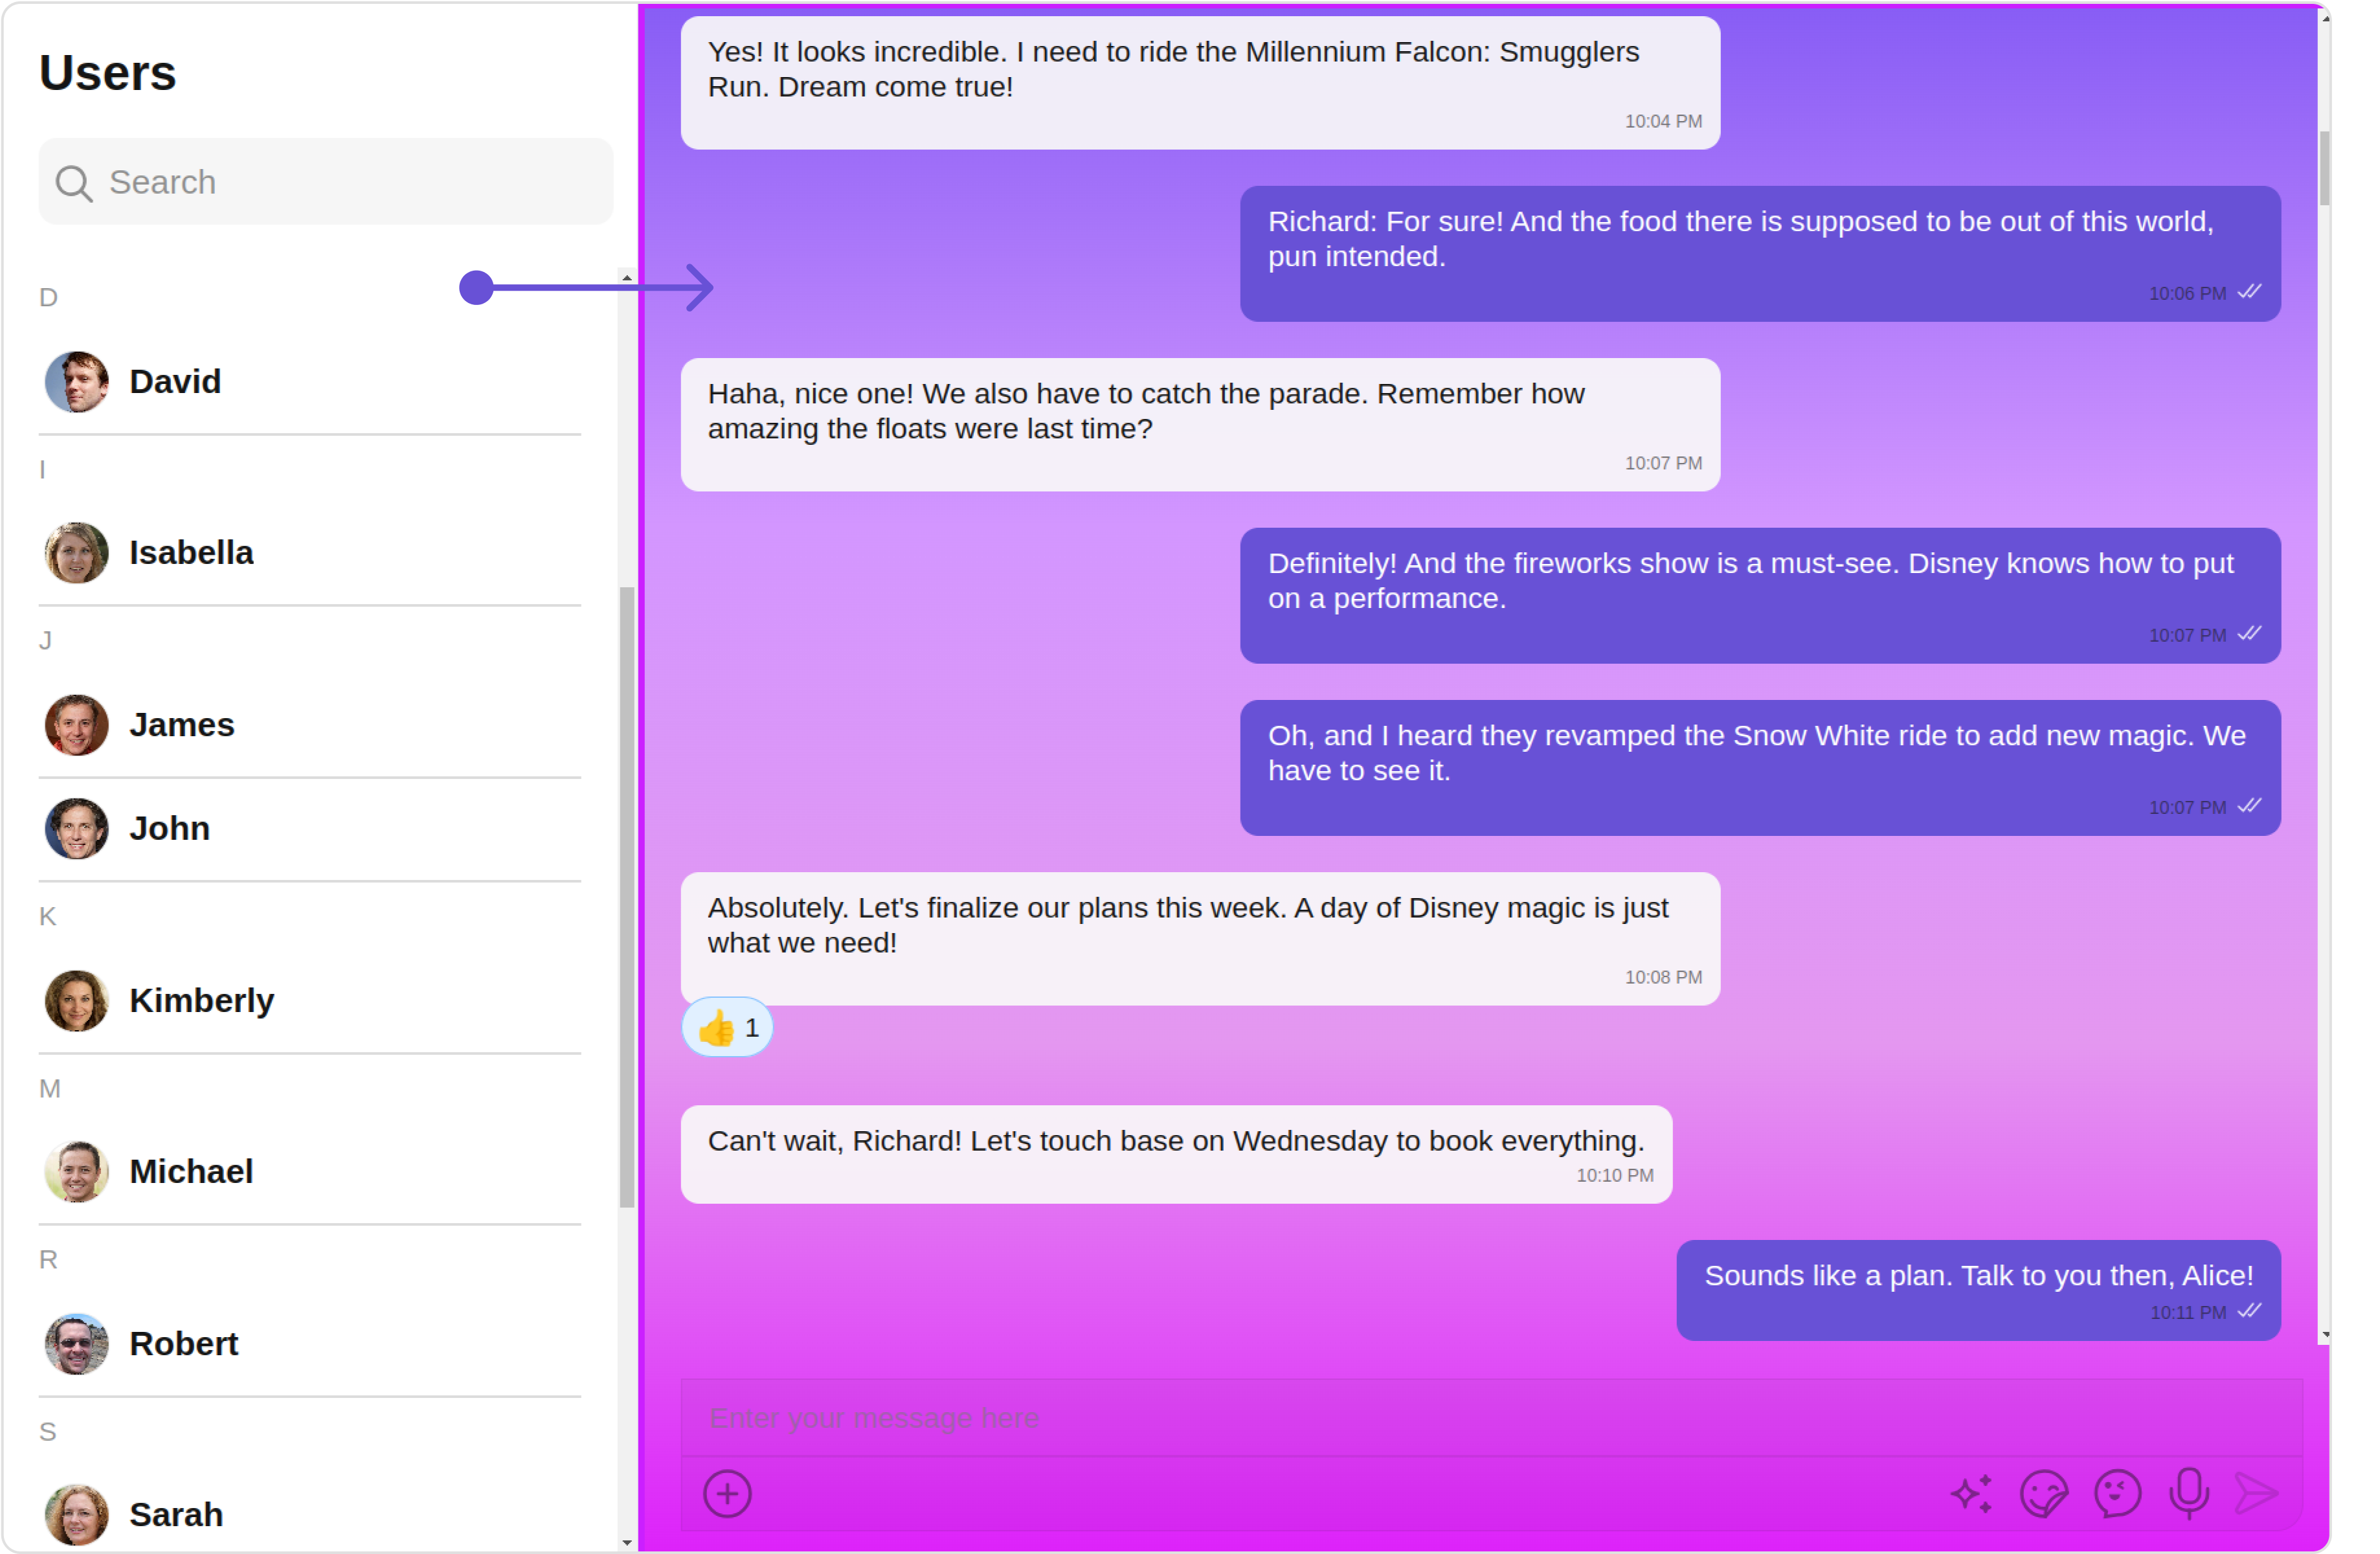 Users
Search
D
David
I
Isabella
J
James
John
K
Kimberly
M
Michael
R
Robert
S
Sarah
Yes! It looks incredible. I need to ride the Millennium Falcon: Smugglers
Run. Dream come true!
10:04 PM
Richard: For sure! And the food there is supposed to be out of this world,
pun intended.
10:06 PM
Haha, nice one! We also have to catch the parade. Remember how
amazing the floats were last time?
10:07 PM
Definitely! And the fireworks show is a must-see. Disney knows how to put
on a performance.
10:07 PM
Oh, and I heard they revamped the Snow White ride to add new magic. We
have to see it.
10:07 PM
Absolutely. Let's finalize our plans this week. A day of Disney magic is just
what we need!
10:08 PM
👍 1
Can't wait, Richard! Let's touch base on Wednesday to book everything.
10:10 PM
Sounds like a plan. Talk to you then, Alice!
10:11 PM
Enter your message here